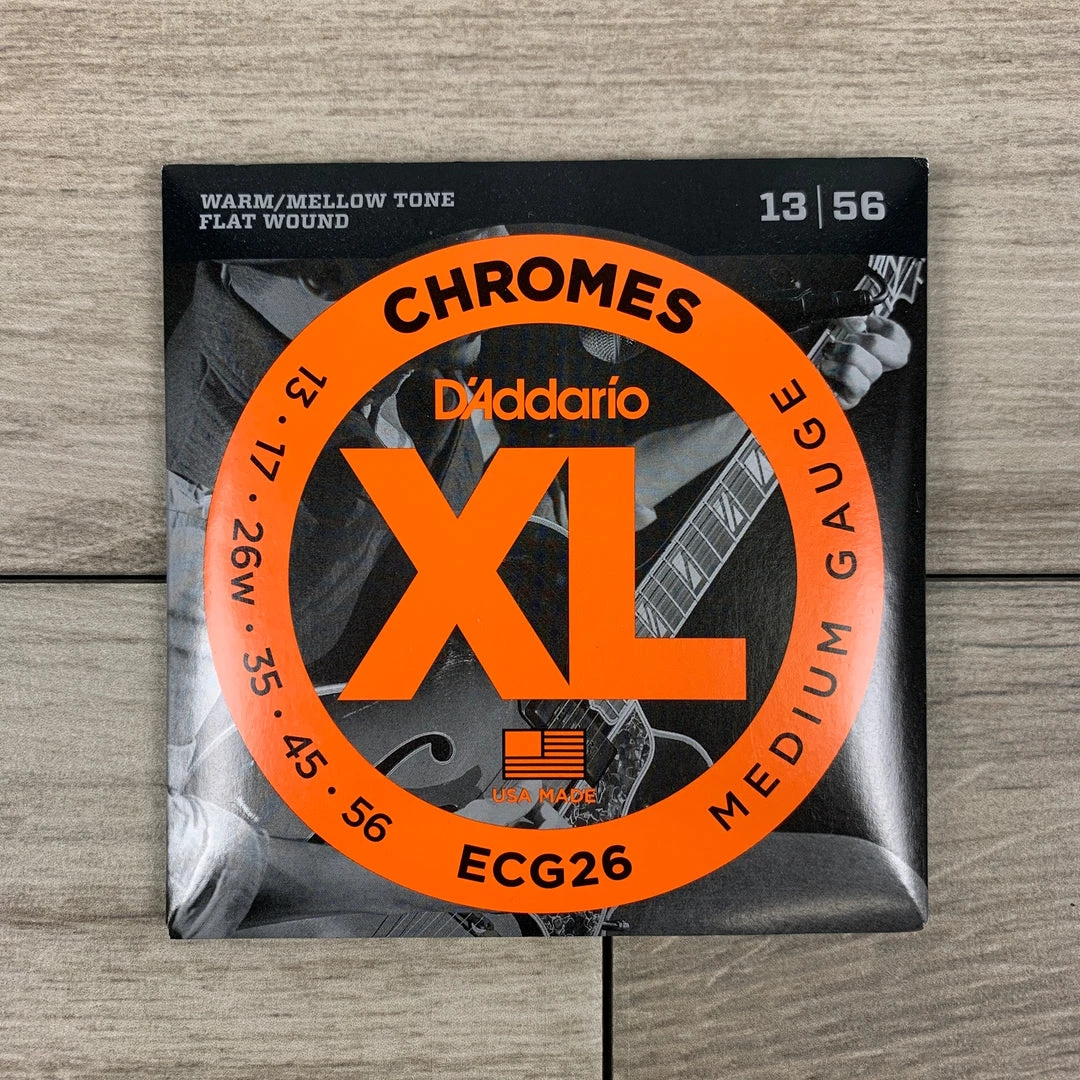 WARM/MELLOW TONE
FLAT WOUND
13|56
CHROMES
D'Addarío
XL
13 · 17 · 26w · 35 · 45 · 56
MEDIUM GAUGE
USA MADE
ECG26